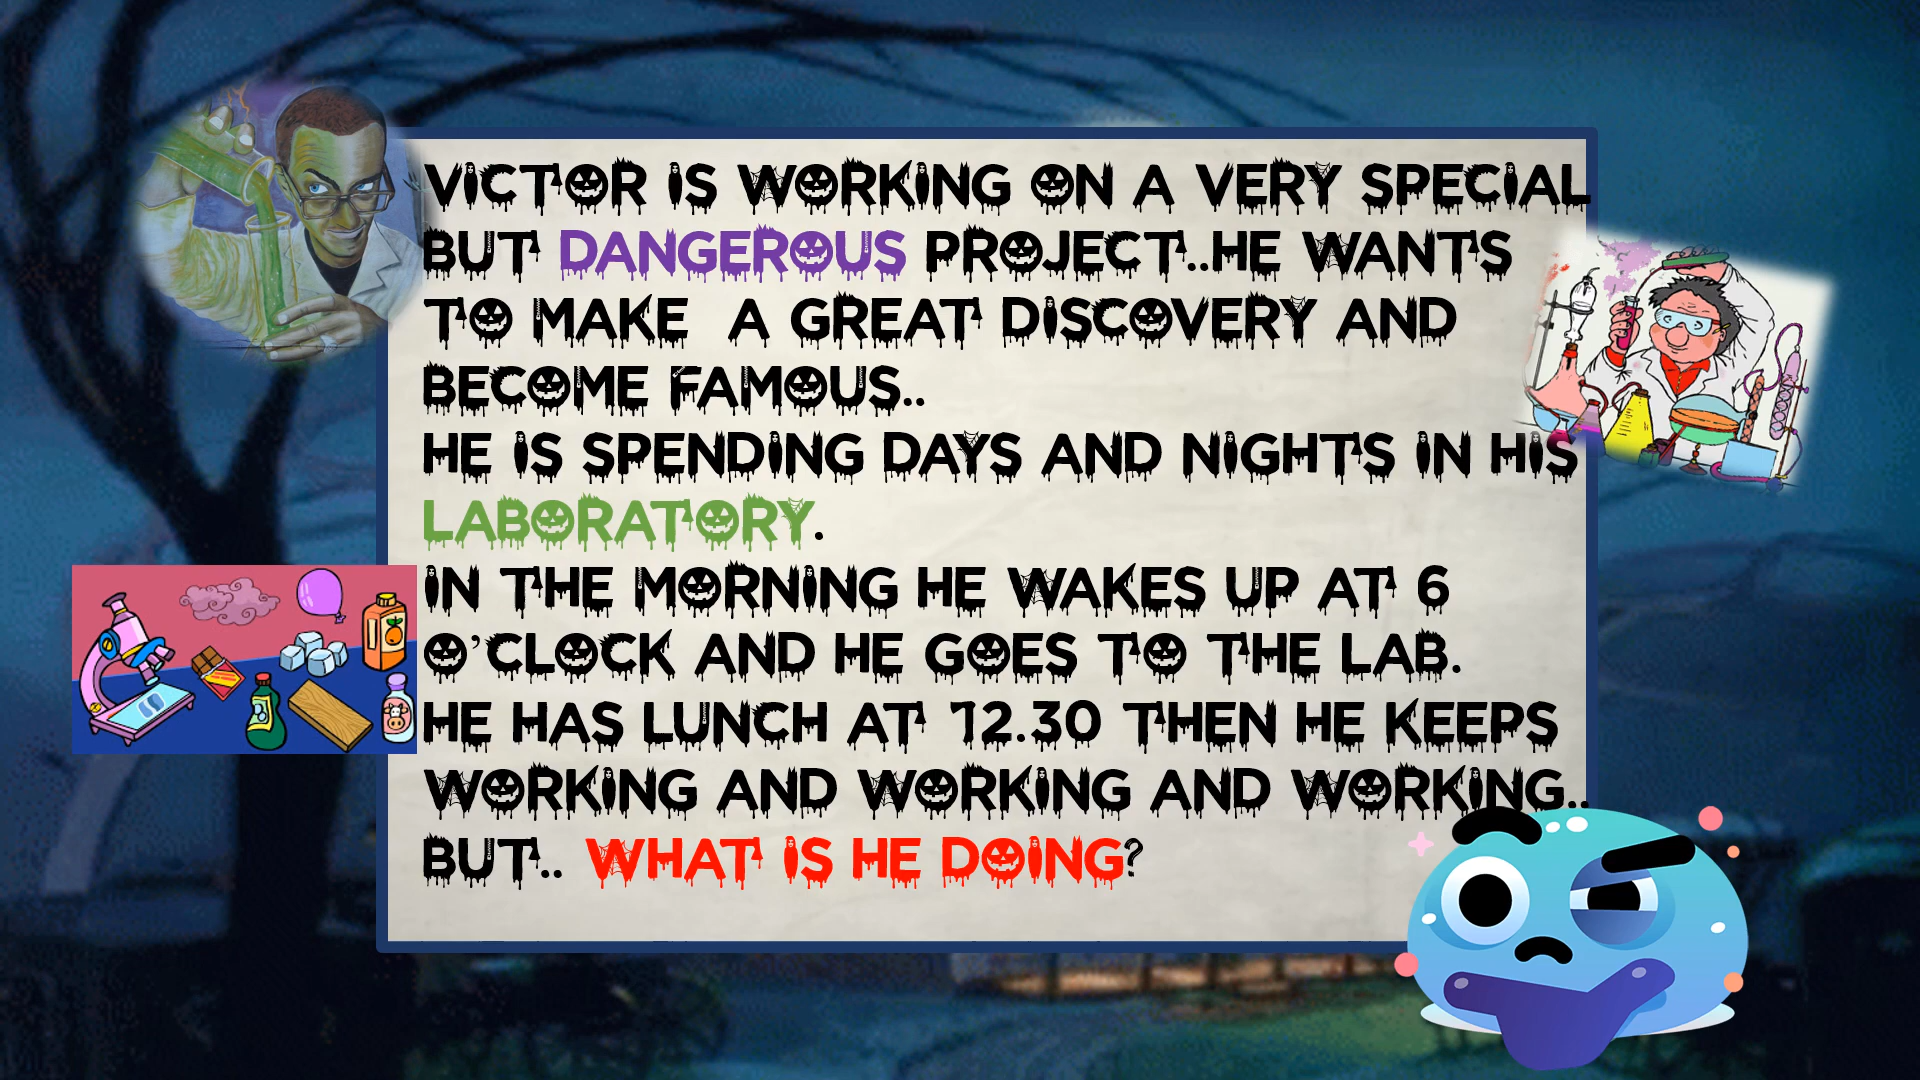 VICTOR IS WORKING ON A VERY SPECIAL
BUT DANGEROUS PROJECT..HE WANTS
TO MAKE A GREAT DISCOVERY AND
BECOME FAMOUS..
HE IS SPENDING DAYS AND NIGHTS IN HIS
LABORATORY.
IN THE MORNING HE WAKES UP AT 6
O'CLOCK AND HE GOES TO THE LAB.
HE HAS LUNCH AT 12.30 THEN HE KEEPS
WORKING AND WORKING AND WORKING..
BUT.. WHAT IS HE DOING?